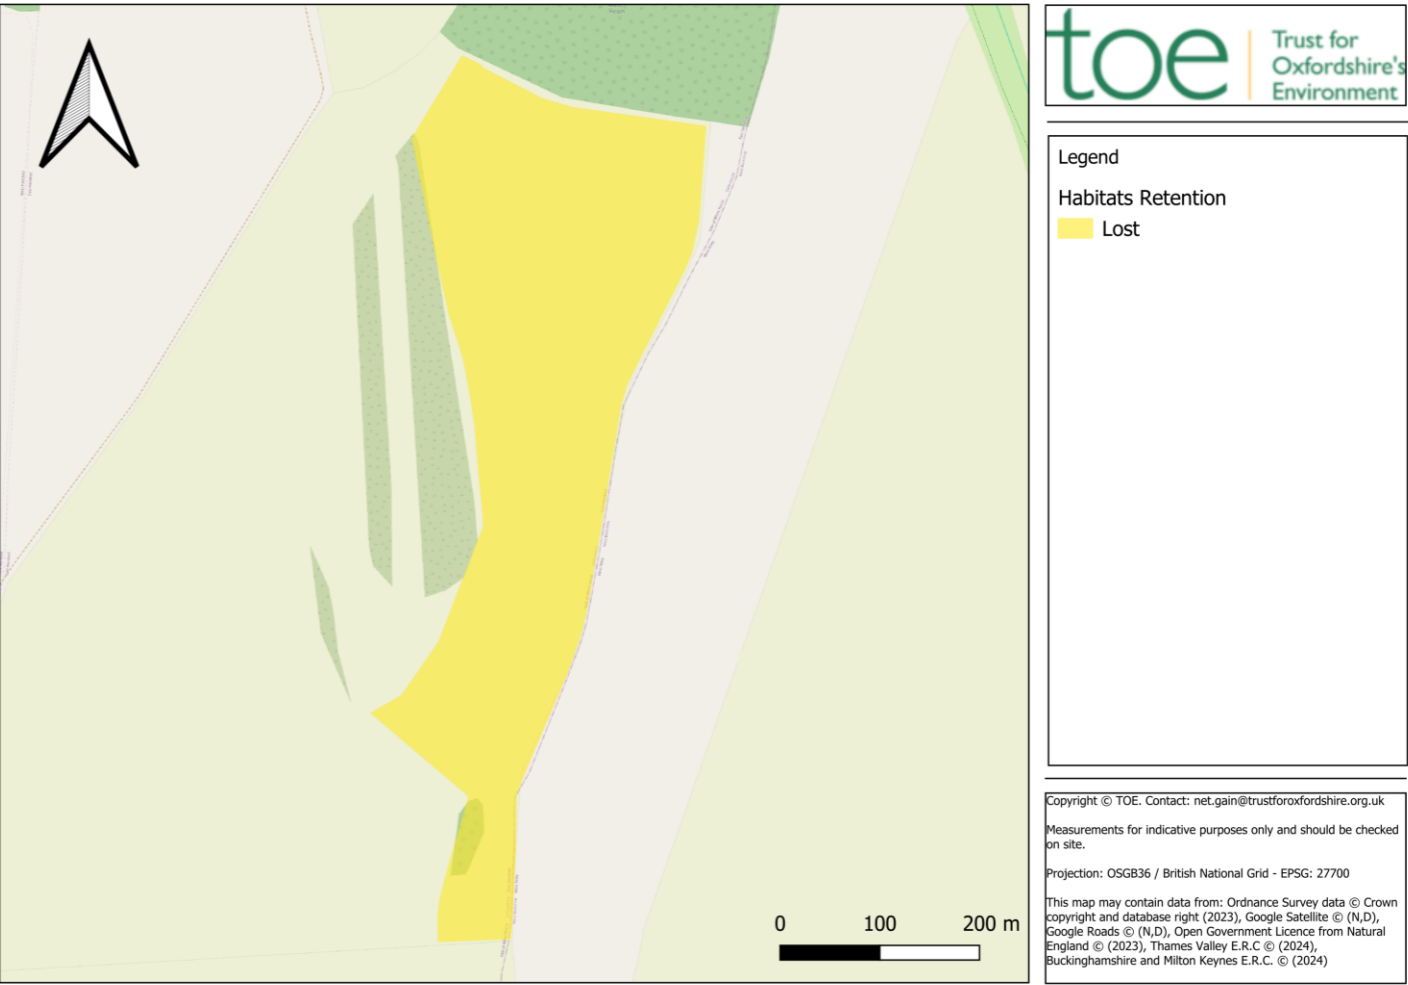 toe
Trust for
Oxfordshire's
Environment
Legend
Habitats Retention
Lost
0 100 200 m
Copyright © TOE. Contact: net.gain@trustforoxfordshire.org.uk
Measurements for indicative purposes only and should be checked
on site.
Projection: OSGB36 / British National Grid - EPSG: 27700
This map may contain data from: Ordnance Survey data © Crown
copyright and database right (2023), Google Satellite © (N,D),
Google Roads © (N,D), Open Government Licence from Natural
England © (2023), Thames Valley E.R.C © (2024),
Buckinghamshire and Milton Keynes E.R.C. © (2024)